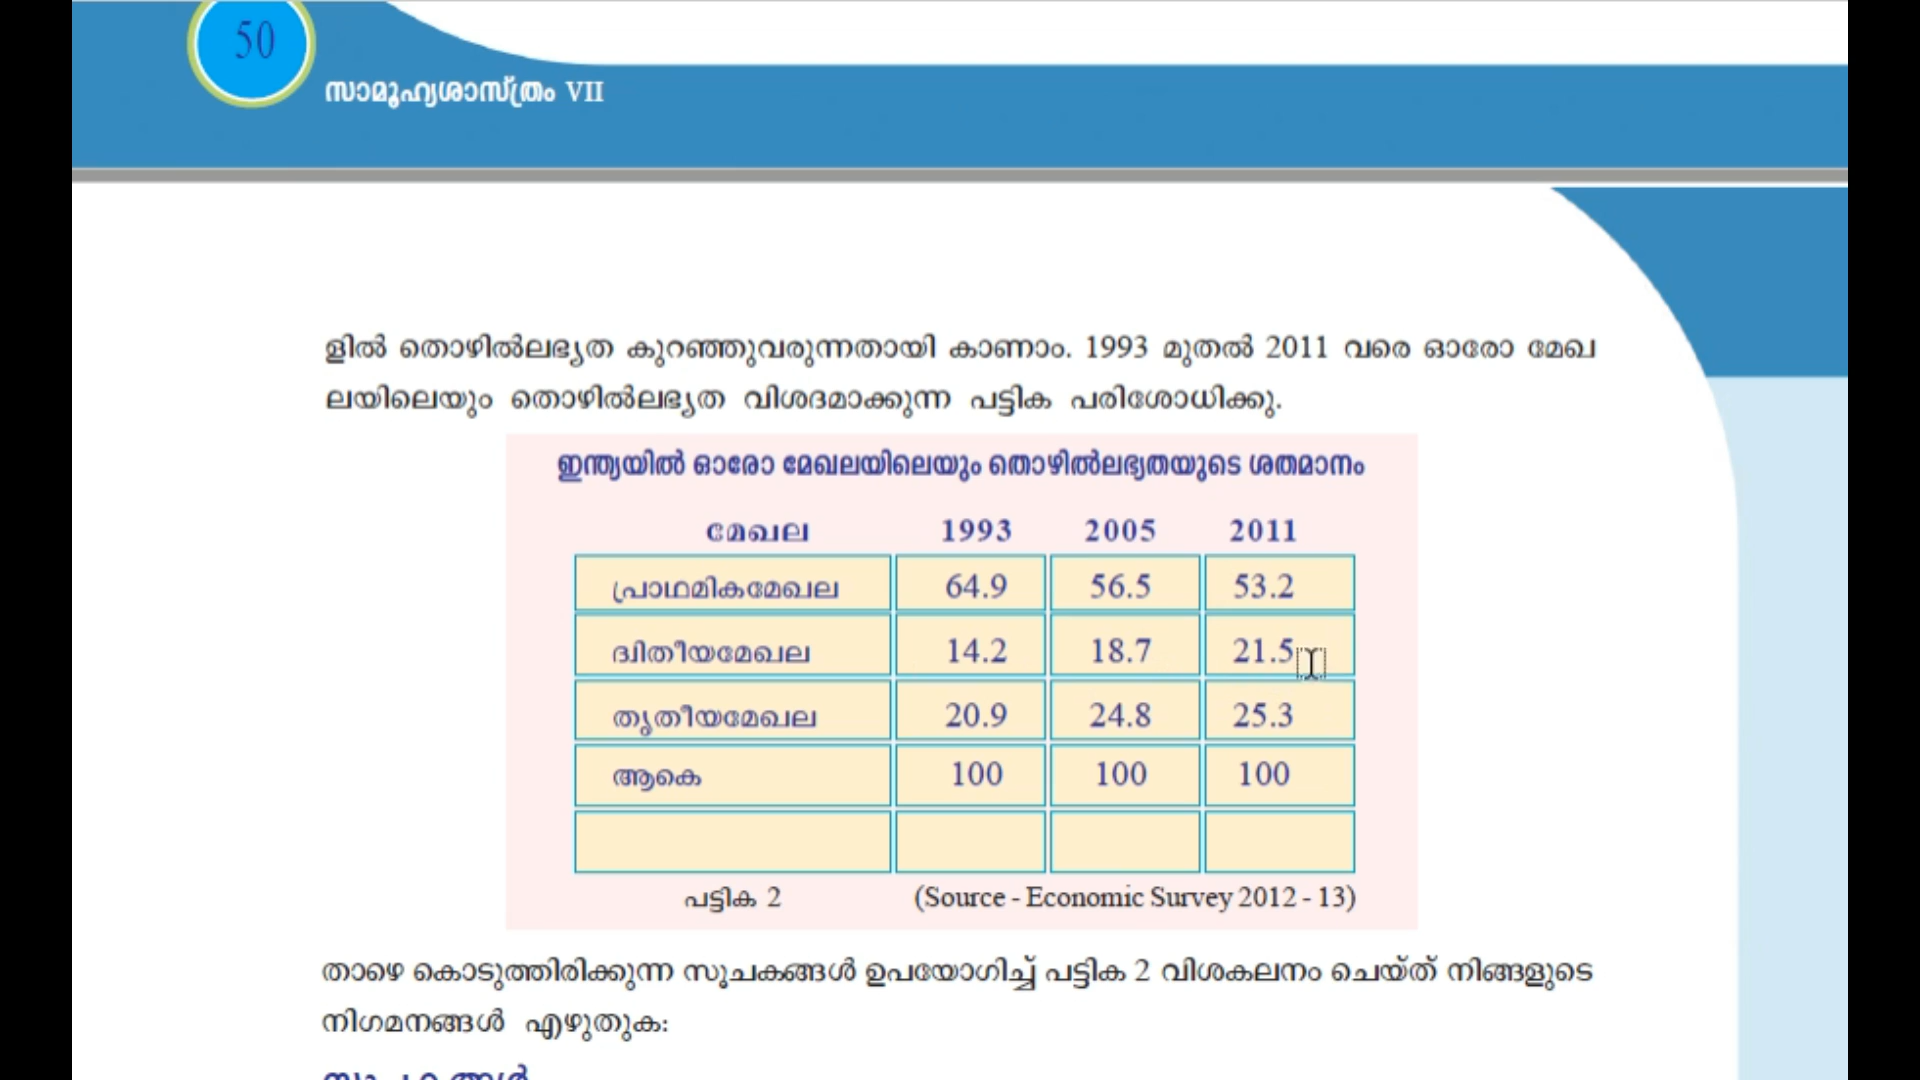 50
സാമൂഹ്യശാസ്ത്രം VII
ളിൽ തൊഴിൽലഭ്യത കുറഞ്ഞുവരുന്നതായി കാണാം. 1993 മുതൽ 2011 വരെ ഓരോ മേഖ
ലയിലെയും തൊഴിൽലഭ്യത വിശദമാക്കുന്ന പട്ടിക പരിശോധിക്കു.
ഇന്ത്യയിൽ ഓരോ മേഖലയിലെയും തൊഴിൽലഭ്യതയുടെ ശതമാനം
മേഖല 1993 2005 2011
പ്രാഥമികമേഖല 64.9 56.5 53.2
ദ്വിതീയമേഖല 14.2 18.7 21.5
തൃതീയമേഖല 20.9 24.8 25.3
ആകെ 100 100 100
പട്ടിക 2 (Source - Economic Survey 2012 - 13)
താഴെ കൊടുത്തിരിക്കുന്ന സൂചകങ്ങൾ ഉപയോഗിച്ച് പട്ടിക 2 വിശകലനം ചെയ്ത് നിങ്ങളുടെ
നിഗമനങ്ങൾ എഴുതുക: